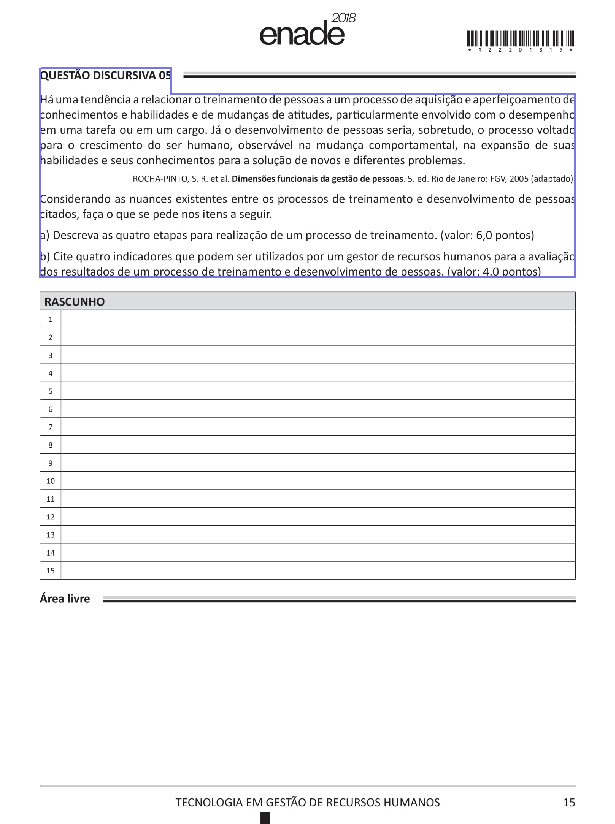 enade 2018
*R2220181 5*
QUESTÃO DISCURSIVA 05
Há uma tendência a relacionar o treinamento de pessoas a um processo de aquisição e aperfeiçoamento de
conhecimentos e habilidades e de mudanças de atitudes, particularmente envolvido com o desempenho
em uma tarefa ou em um cargo. Já o desenvolvimento de pessoas seria, sobretudo, o processo voltado
para o crescimento do ser humano, observável na mudança comportamental, na expansão de suas
habilidades e seus conhecimentos para a solução de novos e diferentes problemas.
ROCHA-PINTO, S. R. et al. Dimensões funcionais da gestão de pessoas. 5. ed. Rio de Janeiro: FGV, 2005 (adaptado)
Considerando as nuances existentes entre os processos de treinamento e desenvolvimento de pessoas
citados, faça o que se pede nos itens a seguir.
a) Descreva as quatro etapas para realização de um processo de treinamento. (valor: 6,0 pontos)
b) Cite quatro indicadores que podem ser utilizados por um gestor de recursos humanos para a avaliação
dos resultados de um processo de treinamento e desenvolvimento de pessoas. (valor: 4,0 pontos)
RASCUNHO
1
2
3
4
5
6
7
8
9
10
11
12
13
14
15
Área livre
TECNOLOGIA EM GESTÃO DE RECURSOS HUMANOS 15